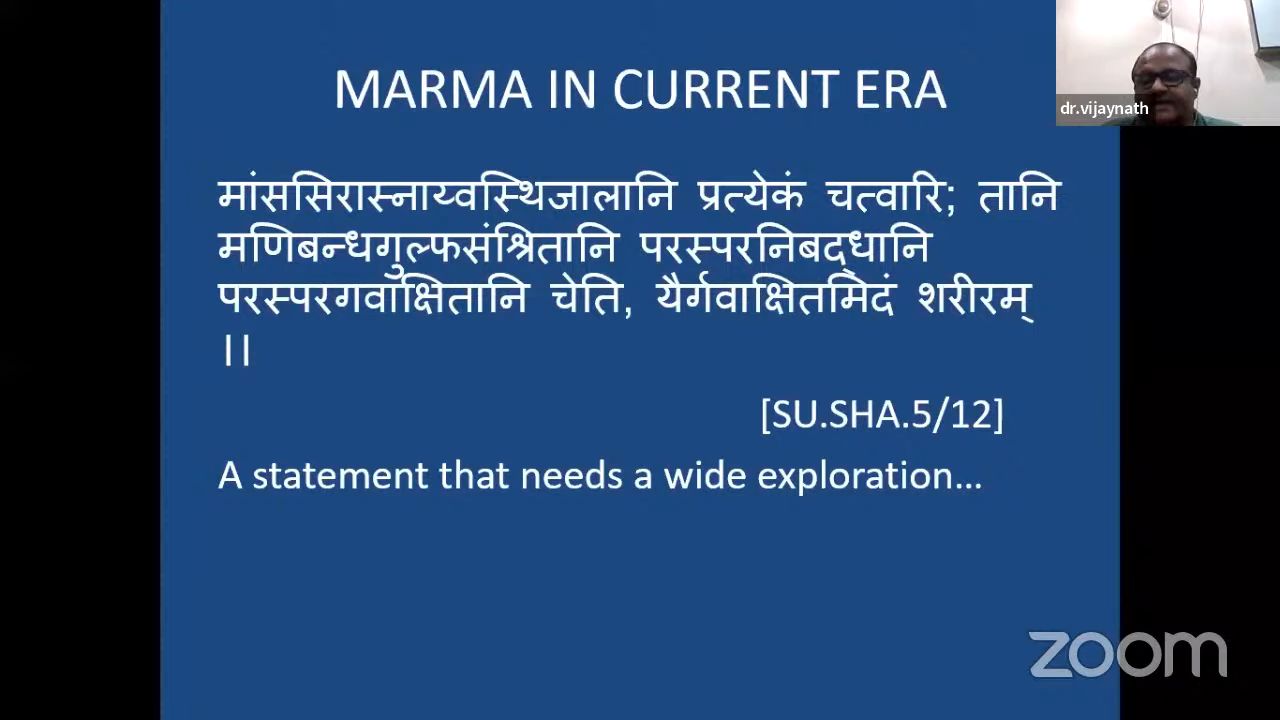 MARMA IN CURRENT ERA
dr.vijaynath
मांससिरास्नाय्वस्थिजालानि प्रत्येकं चत्वारि; तानि
मणिबन्धगुल्फसंश्रितानि परस्परनिबद्धानि
परस्परगवाक्षितानि चेति, यैर्गवाक्षितमिदं शरीरम्
।।
[SU.SHA.5/12]
A statement that needs a wide exploration...
zoom